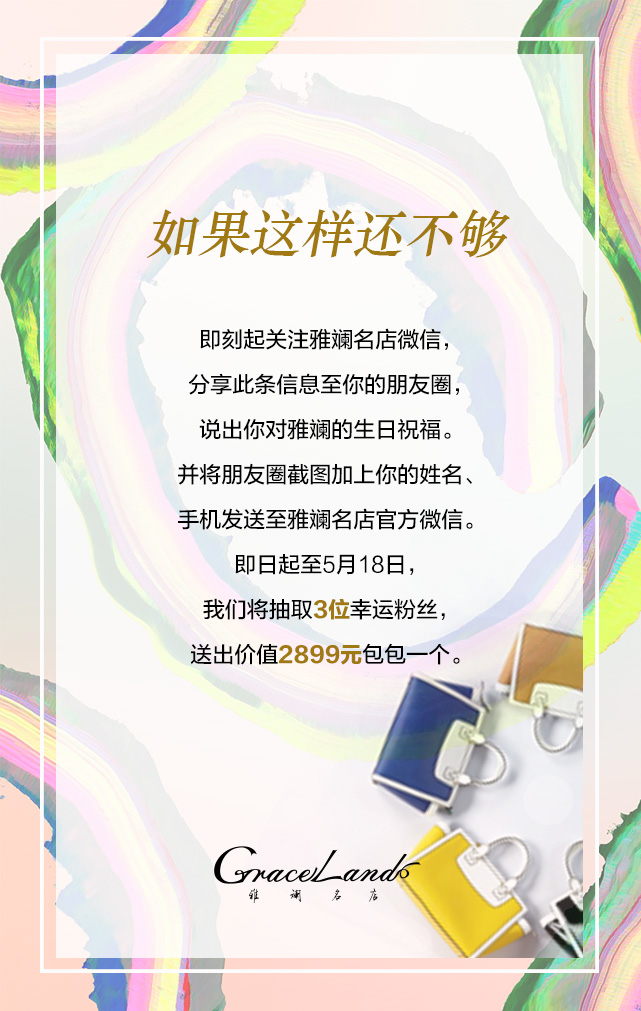 如果这样还不够
即刻起关注雅斓名店微信，
分享此条信息至你的朋友圈，
说出你对雅斓的生日祝福。
并将朋友圈截图加上你的姓名、
手机发送至雅斓名店官方微信。
即日起至5月18日，
我们将抽取3位幸运粉丝，
送出价值2899元包包一个。
GraceLand
雅斓名店